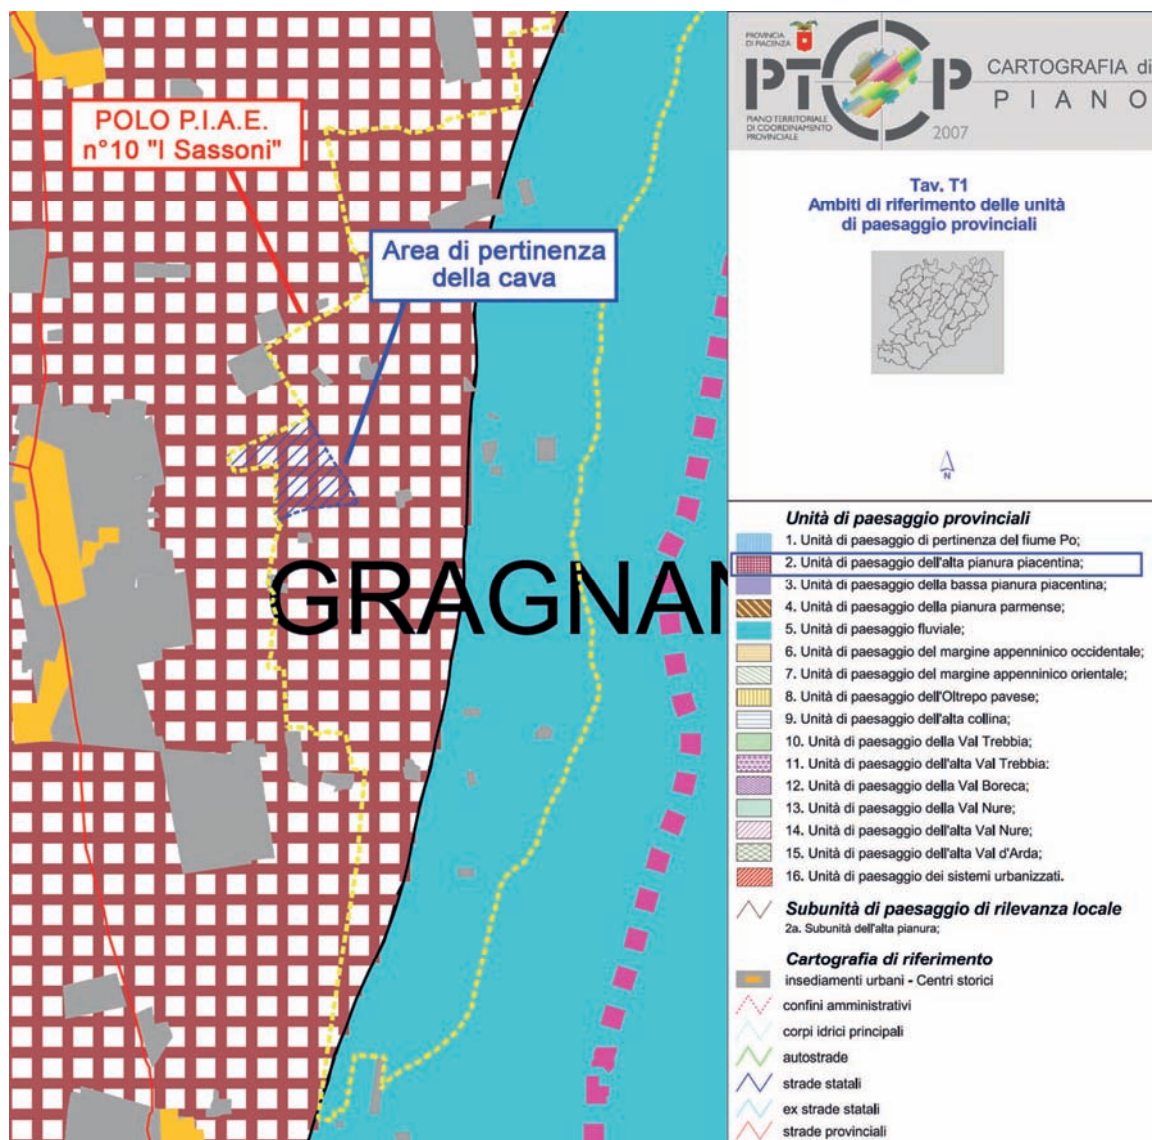 POLO P.I.A.E.
n°10 "I Sassoni"
Area di pertinenza
della cava
GRAGNAN
PROVINCIA
DI PIACENZA
PTCP
PIANO TERRITORIALE
DI COORDINAMENTO
PROVINCIALE
2007
CARTOGRAFIA di
PIANO
Tav. T1
Ambiti di riferimento delle unità
di paesaggio provinciali
N
Unità di paesaggio provinciali
1. Unità di paesaggio di pertinenza del fiume Po;
2. Unità di paesaggio dell'alta pianura piacentina;
3. Unità di paesaggio della bassa pianura piacentina;
4. Unità di paesaggio della pianura parmense;
5. Unità di paesaggio fluviale;
6. Unità di paesaggio del margine appenninico occidentale;
7. Unità di paesaggio del margine appenninico orientale;
8. Unità di paesaggio dell'Oltrepo pavese;
9. Unità di paesaggio dell'alta collina;
10. Unità di paesaggio della Val Trebbia;
11. Unità di paesaggio dell'alta Val Trebbia:
12. Unità di paesaggio della Val Boreca;
13. Unità di paesaggio della Val Nure;
14. Unità di paesaggio dell'alta Val Nure;
15. Unità di paesaggio dell'alta Val d'Arda;
16. Unità di paesaggio dei sistemi urbanizzati.
Subunità di paesaggio di rilevanza locale
2a. Subunità dell'alta pianura;
Cartografia di riferimento
insediamenti urbani - Centri storici
confini amministrativi
corpi idrici principali
autostrade
strade statali
ex strade statali
strade provinciali